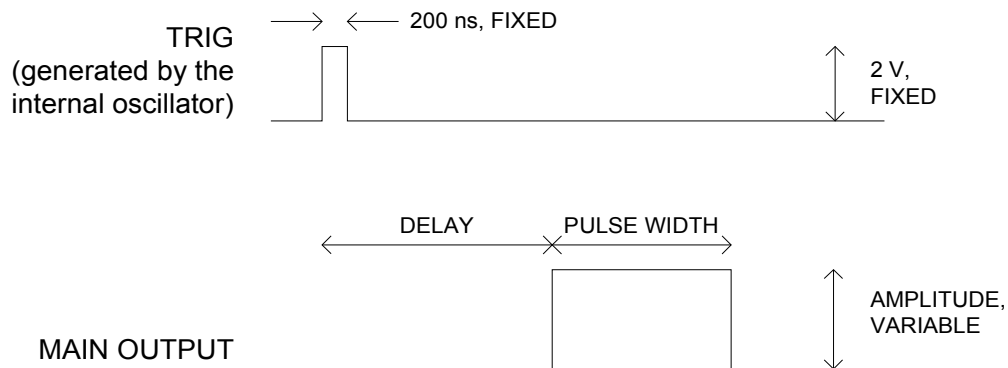 TRIG
(generated by the
internal oscillator)
200 ns, FIXED
2 V,
FIXED
DELAY
PULSE WIDTH
AMPLITUDE,
VARIABLE
MAIN OUTPUT